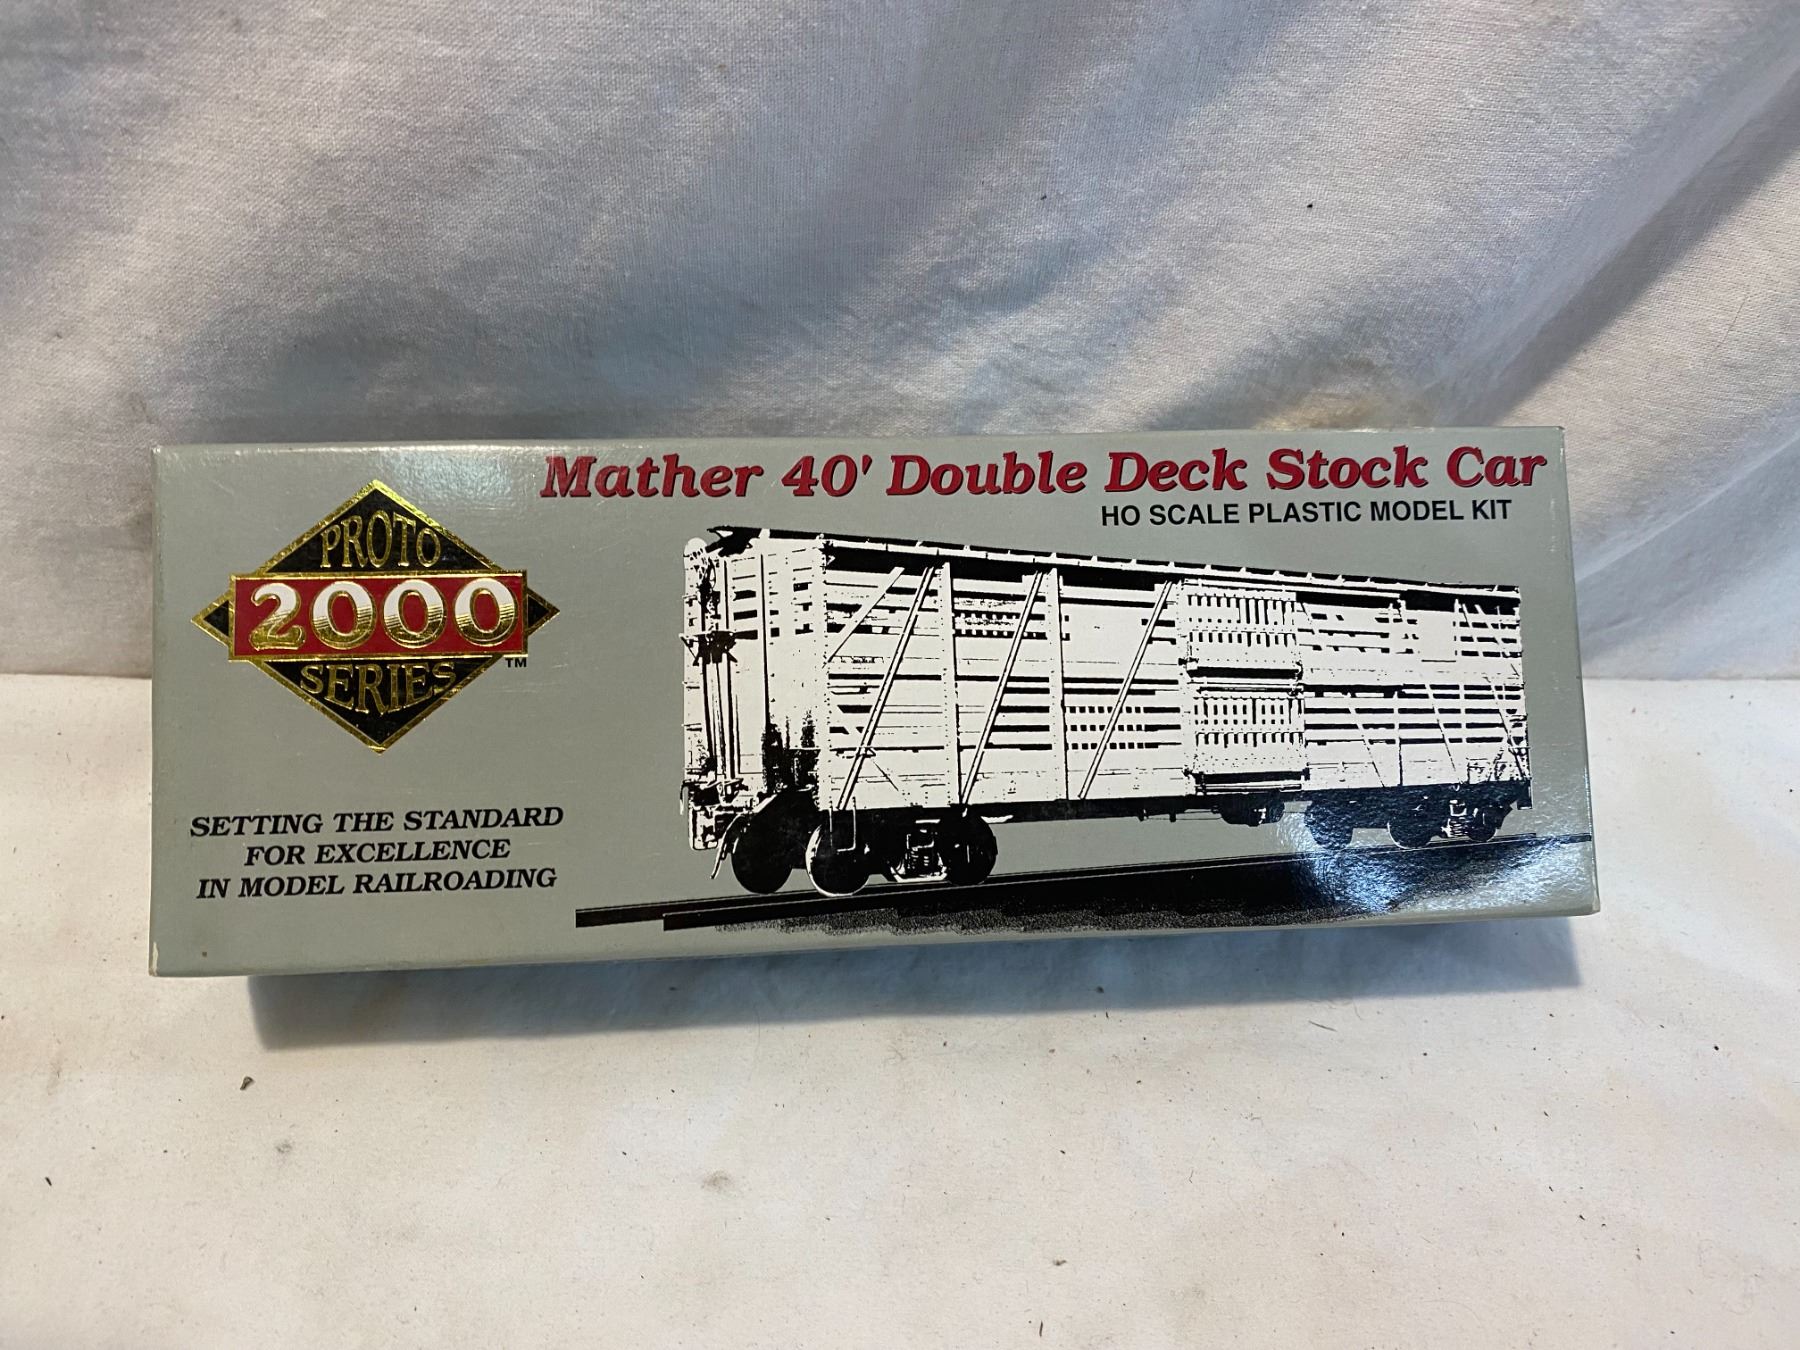 Mather 40' Double Deck Stock Car
HO SCALE PLASTIC MODEL KIT
PROTO
2000
SERIES
TM
SETTING THE STANDARD
FOR EXCELLENCE
IN MODEL RAILROADING